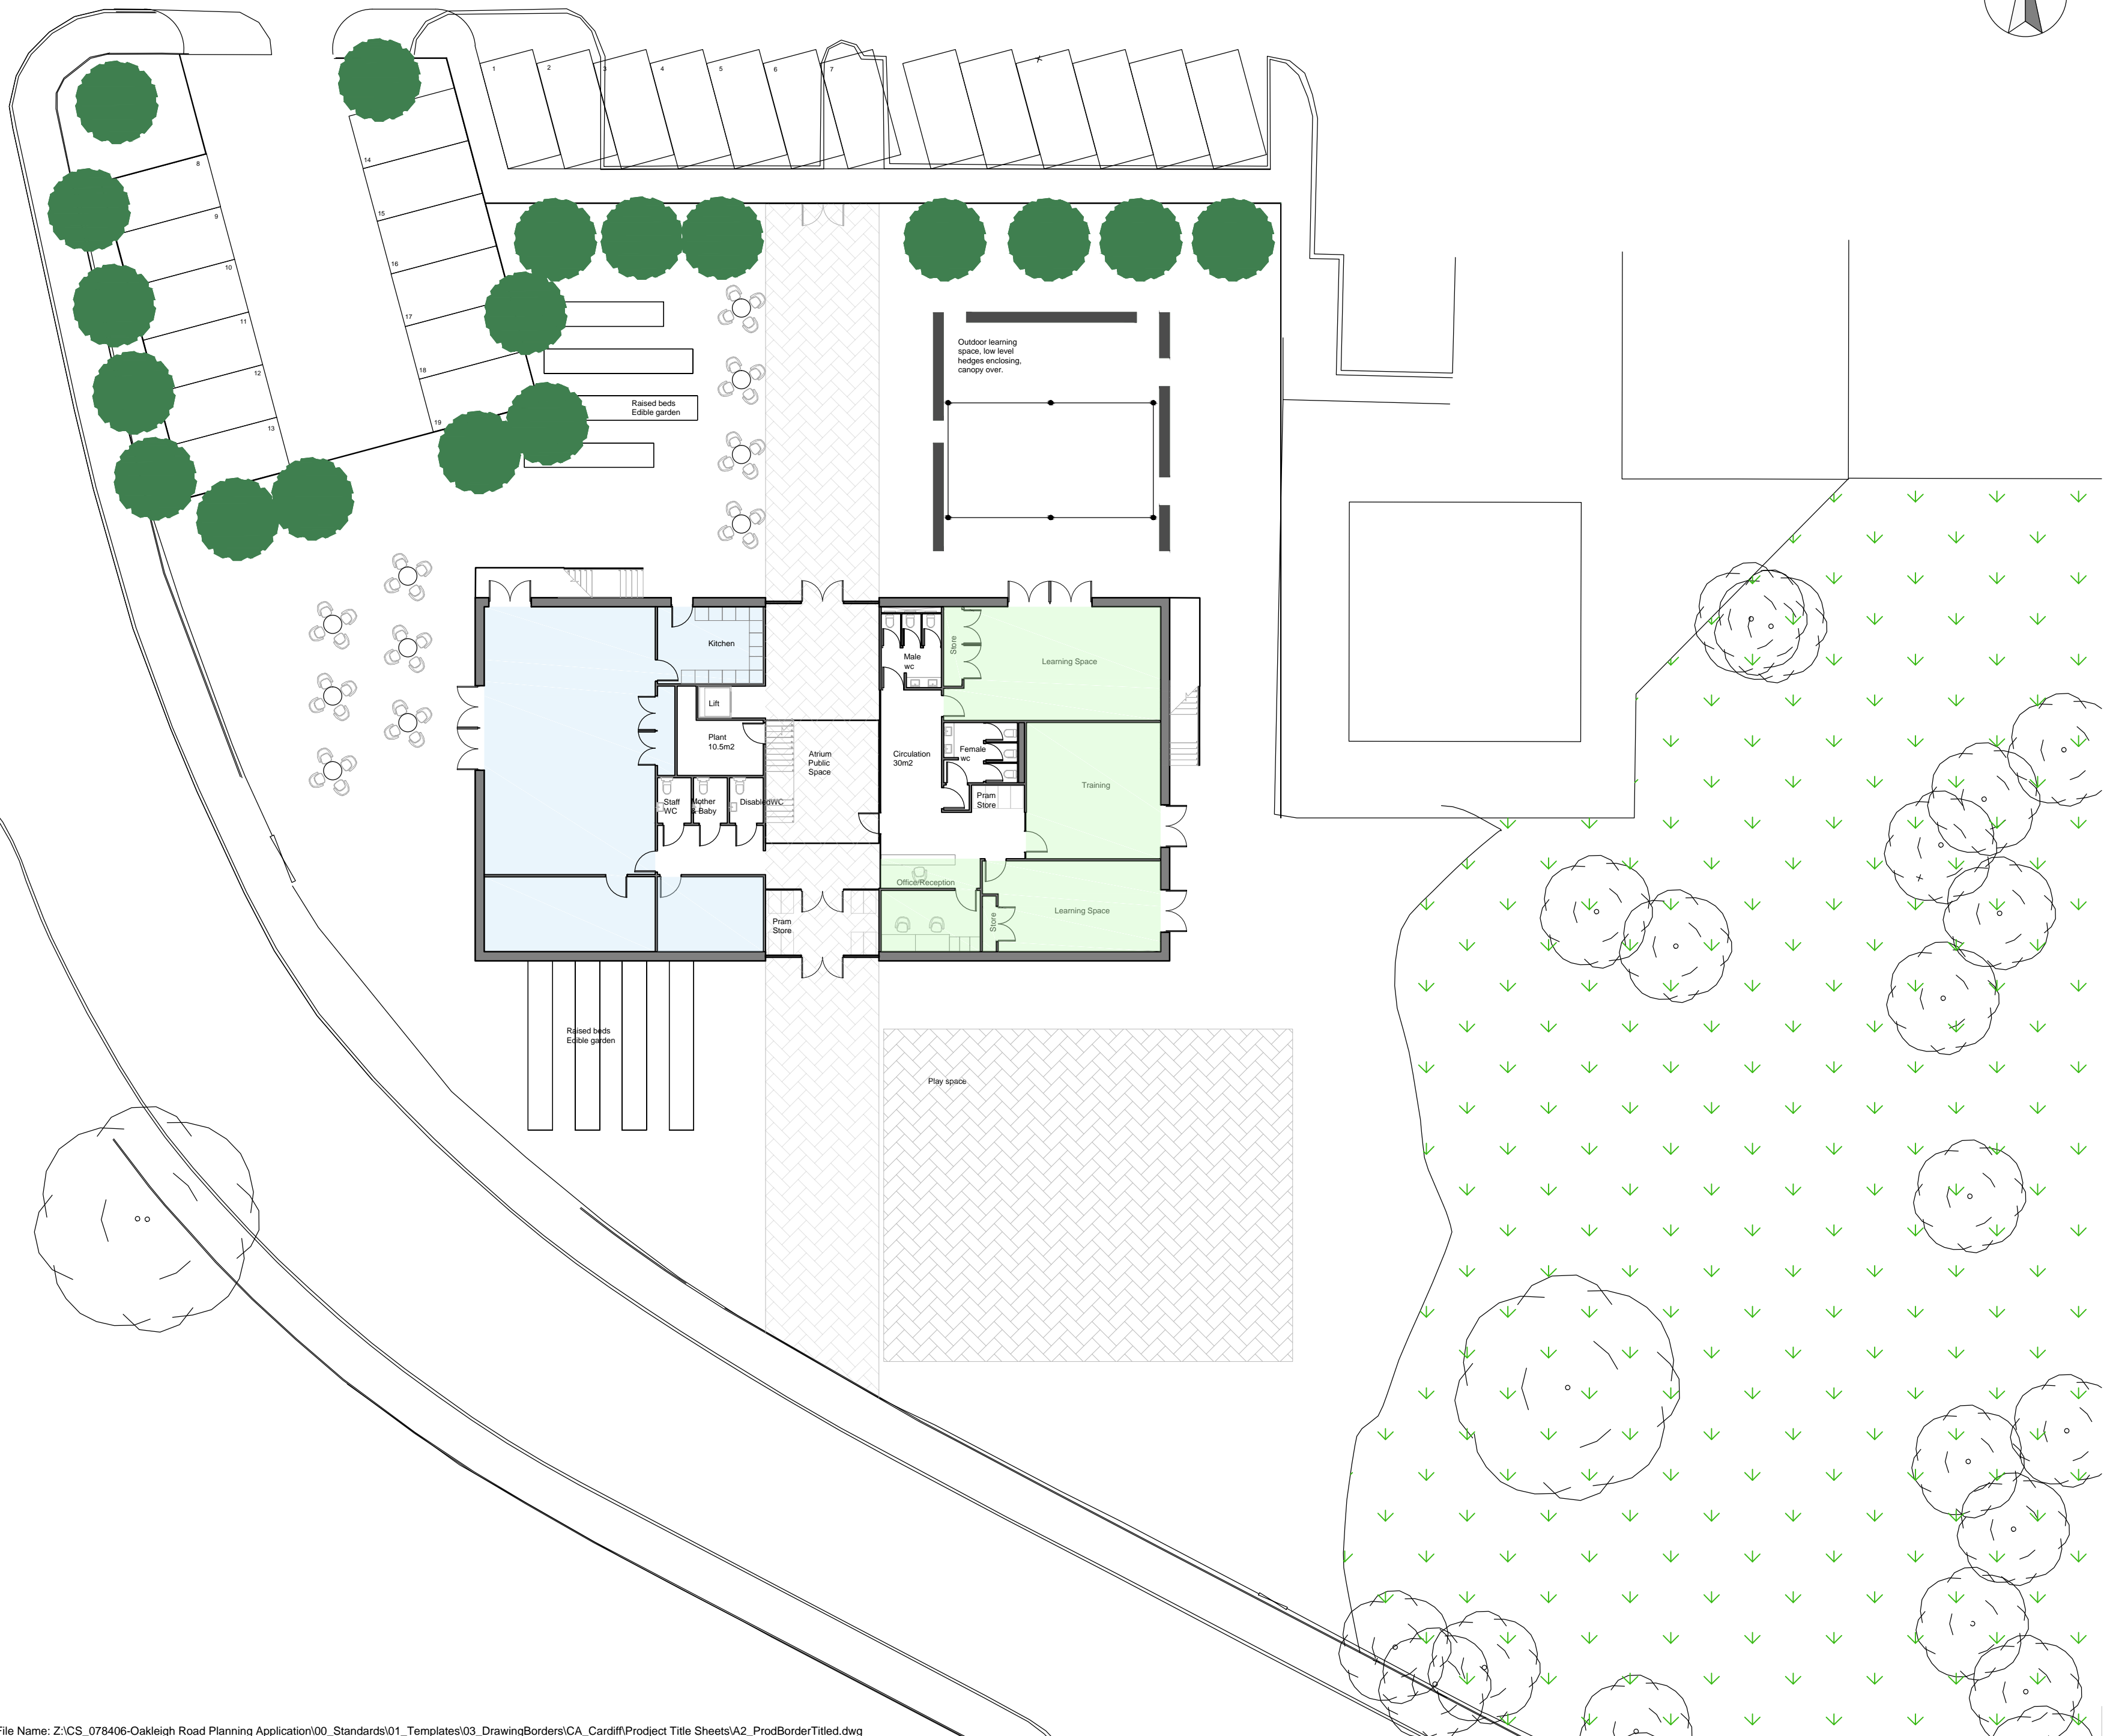 1
2
3
4
5
6
7
8
9
10
11
12
13
14
15
16
17
18
19
Raised beds
Edible garden
Outdoor learning
space, low level
hedges enclosing,
canopy over.
Kitchen
Lift
Plant
10.5m2
Staff
WC
Mother
& Baby
DisabledWC
Atrium
Public
Space
Male
wc
Store
Learning Space
Circulation
30m2
Female
wc
Pram
Store
Training
Office/Reception
Store
Learning Space
Pram
Store
Raised beds
Edible garden
Play space
File Name: Z:\CS_078406-Oakleigh Road Planning Application\00_Standards\01_Templates\03_DrawingBorders\CA_Cardiff\Prodject Title Sheets\A2_ProdBorderTitled.dwg